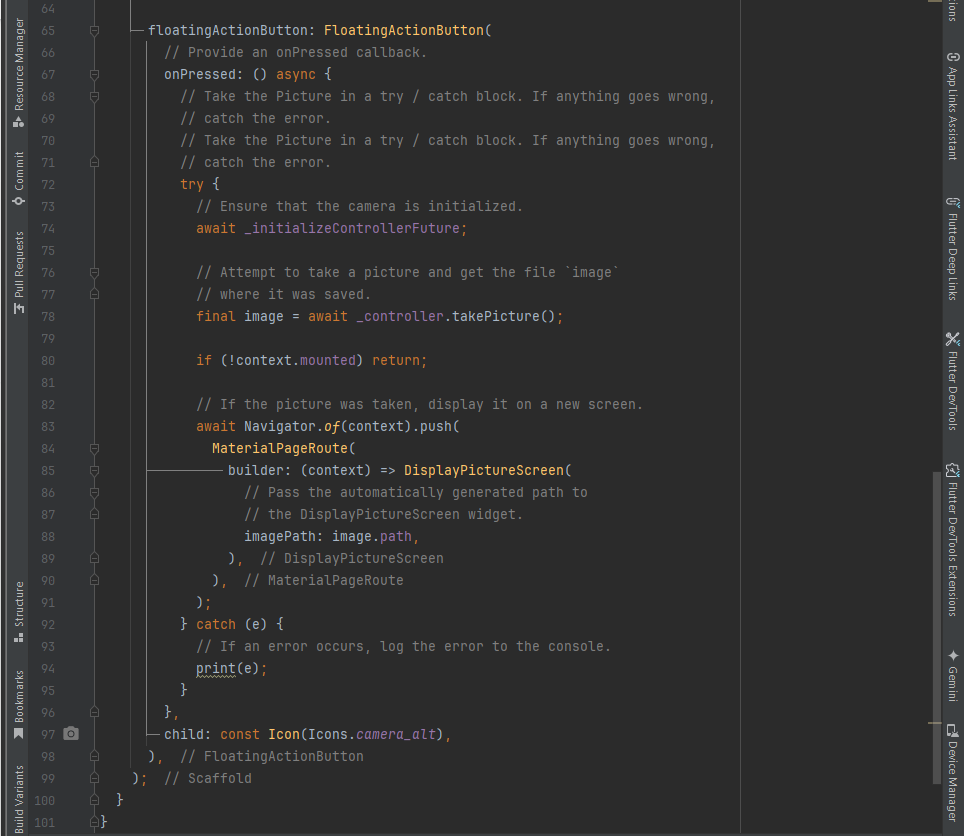 64
65 floatingActionButton: FloatingActionButton(
66 // Provide an onPressed callback.
67 onPressed: () async {
68 // Take the Picture in a try / catch block. If anything goes wrong,
69 // catch the error.
70 // Take the Picture in a try / catch block. If anything goes wrong,
71 // catch the error.
72 try {
73 // Ensure that the camera is initialized.
74 await _initializeControllerFuture;
75
76 // Attempt to take a picture and get the file `image`
77 // where it was saved.
78 final image = await _controller.takePicture();
79
80 if (!context.mounted) return;
81
82 // If the picture was taken, display it on a new screen.
83 await Navigator.of(context).push(
84 MaterialPageRoute(
85 builder: (context) => DisplayPictureScreen(
86 // Pass the automatically generated path to
87 // the DisplayPictureScreen widget.
88 imagePath: image.path,
89 ), // DisplayPictureScreen
90 ), // MaterialPageRoute
91 );
92 } catch (e) {
93 // If an error occurs, log the error to the console.
94 print(e);
95 }
96 },
97 child: const Icon(Icons.camera_alt),
98 ), // FloatingActionButton
99 ); // Scaffold
100 }
101 }
Resource Manager
Commit
Pull Requests
Structure
Bookmarks
Build Variants
App Links Assistant
Flutter Deep Links
Flutter DevTools
Flutter DevTools Extensions
Gemini
Device Manager